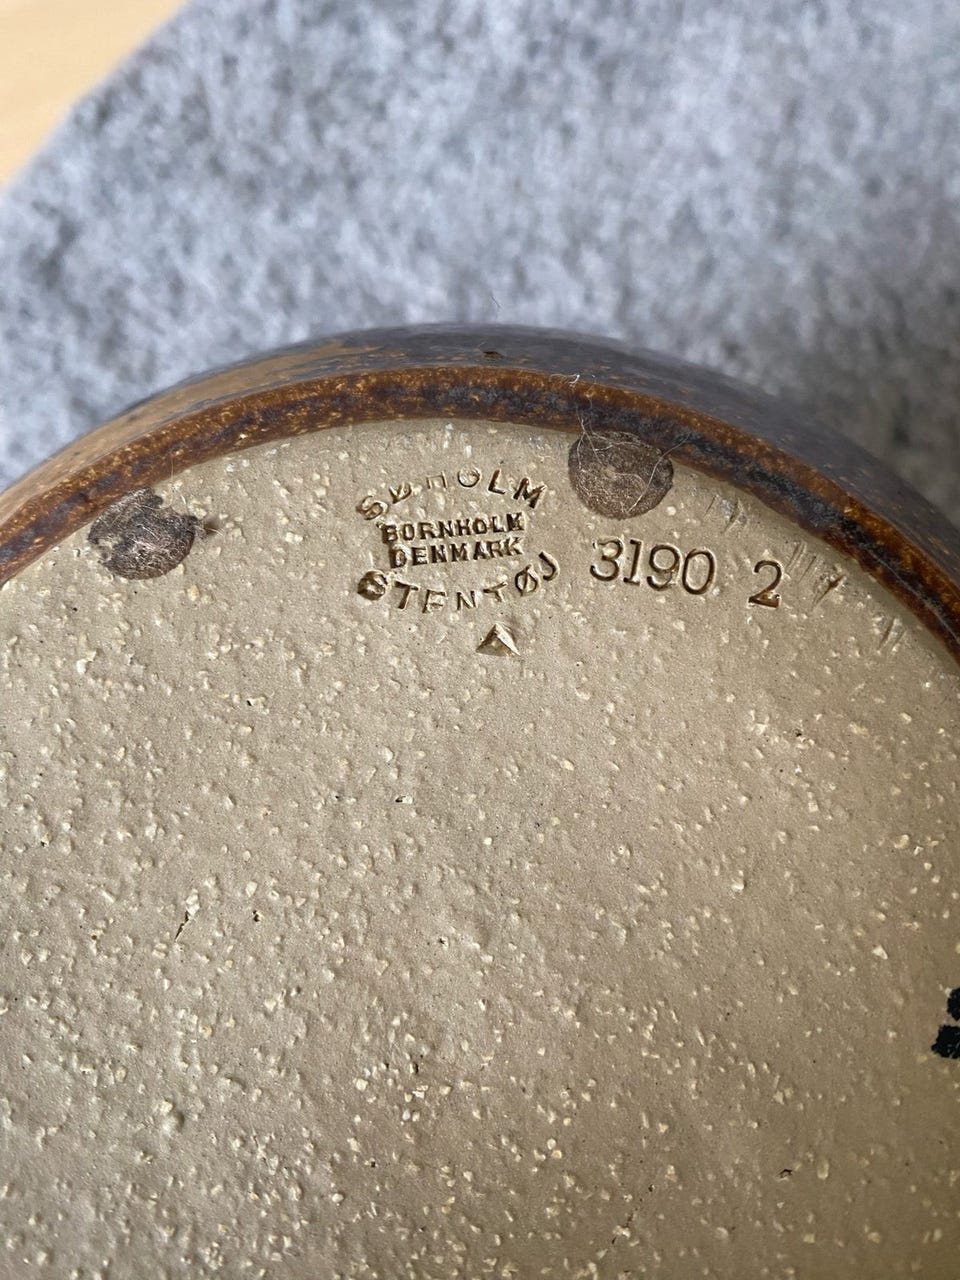 SØHOLM
BORNHOLM
DENMARK
STENTØJ
3190 2